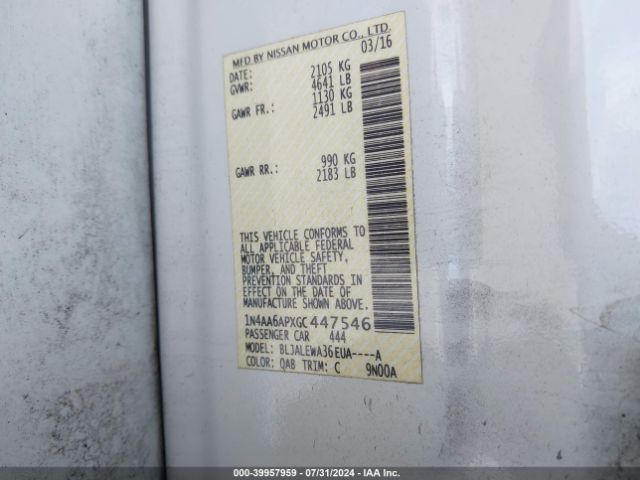 MFD BY NISSAN MOTOR CO., LTD.
DATE: 03/16
GVWR: 2105 KG
4641 LB
GAWR FR.: 1130 KG
2491 LB
GAWR RR.: 990 KG
2183 LB
THIS VEHICLE CONFORMS TO
ALL APPLICABLE FEDERAL
MOTOR VEHICLE SAFETY,
BUMPER, AND THEFT
PREVENTION STANDARDS IN
EFFECT ON THE DATE OF
MANUFACTURE SHOWN ABOVE.
1N4AA6APXGC447546
PASSENGER CAR 444
MODEL: BLJALEWA36EUA----A
COLOR: QAB TRIM: C 9N00A
000-39957959 - 07/31/2024 - IAA Inc.